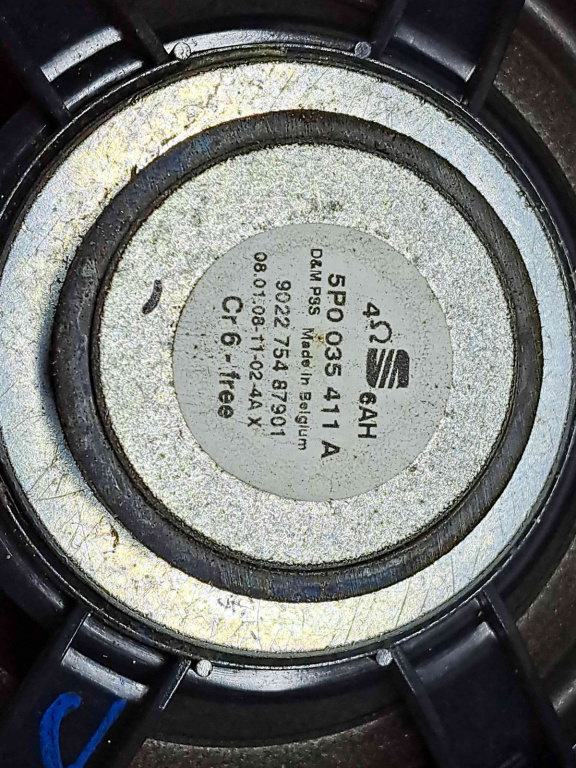 4Ω 6AH
5P0 035 411 A
D&M PSS Made in Belgium
9022 754 87901
08.01.08-11-02-4A X
Cr 6 - free